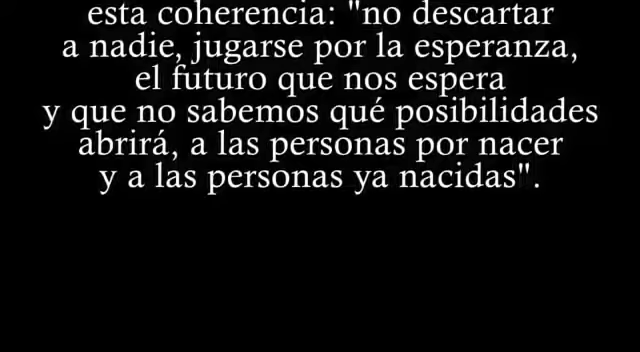 esta coherencia: "no descartar
a nadie, jugarse por la esperanza,
el futuro que nos espera
y que no sabemos qué posibilidades
abrirá, a las personas por nacer
y a las personas ya nacidas".